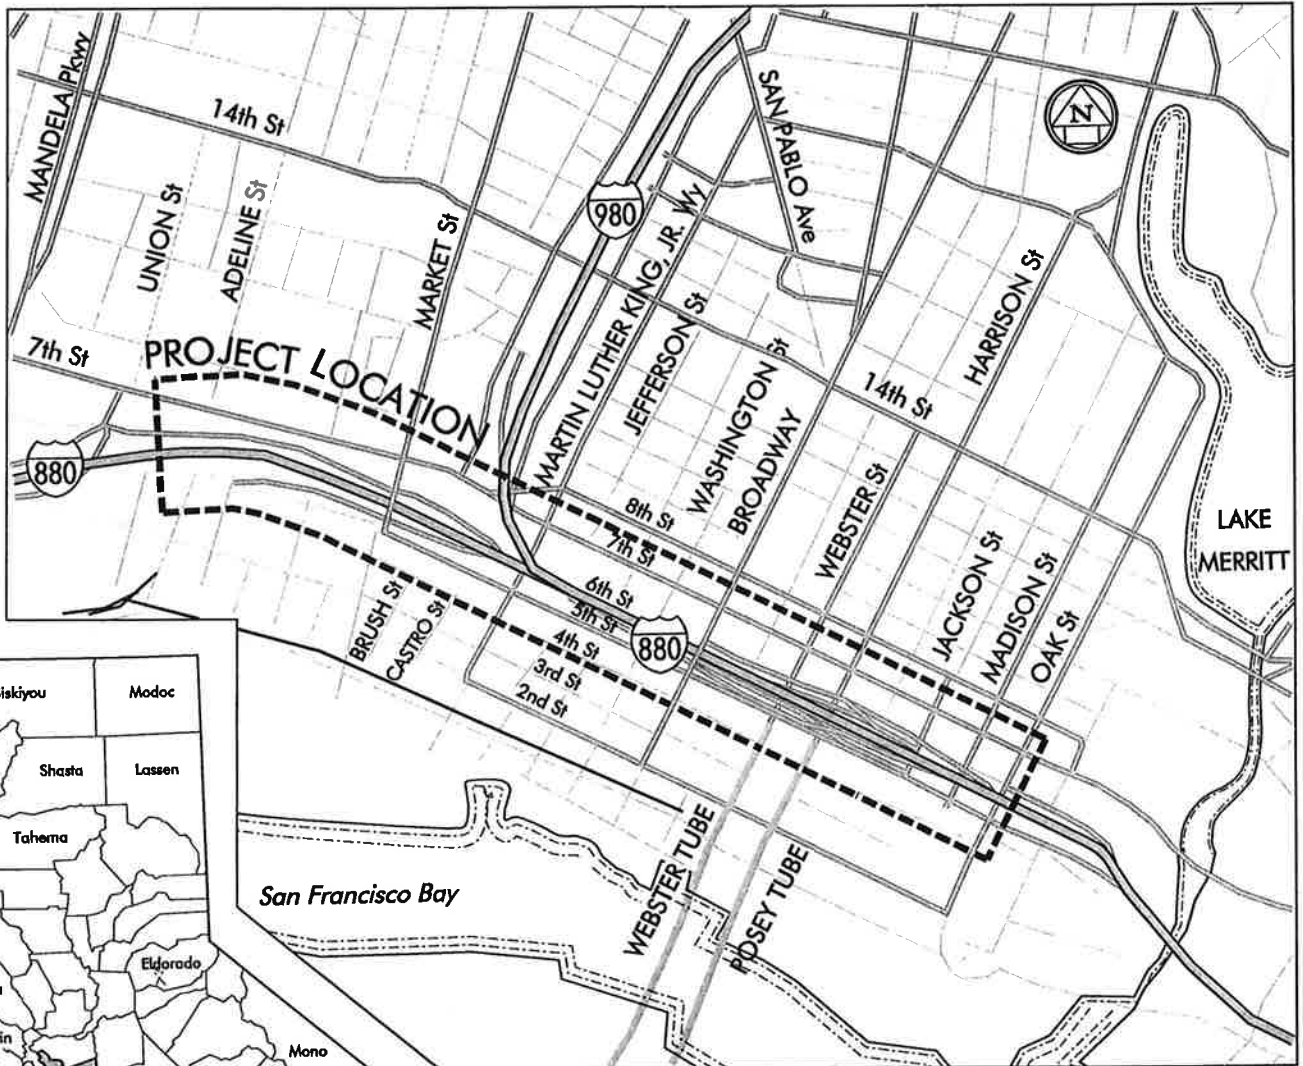 MANDELA Pkwy
14th St
UNION St
ADELINE St
MARKET St
980
SAN PABLO Ave
N
MARTIN LUTHER KING, JR. Wy
JEFFERSON St
WASHINGTON St
BROADWAY
HARRISON St
14th St
7th St
PROJECT LOCATION
880
8th St
7th St
6th St
5th St
4th St
3rd St
2nd St
880
WEBSTER St
JACKSON St
MADISON St
OAK St
LAKE
MERRITT
BRUSH St
CASTRO St
WEBSTER TUBE
POSEY TUBE
San Francisco Bay
iskiyou
Modoc
Shasta
Lassen
Tahema
Eldorado
in
Mono